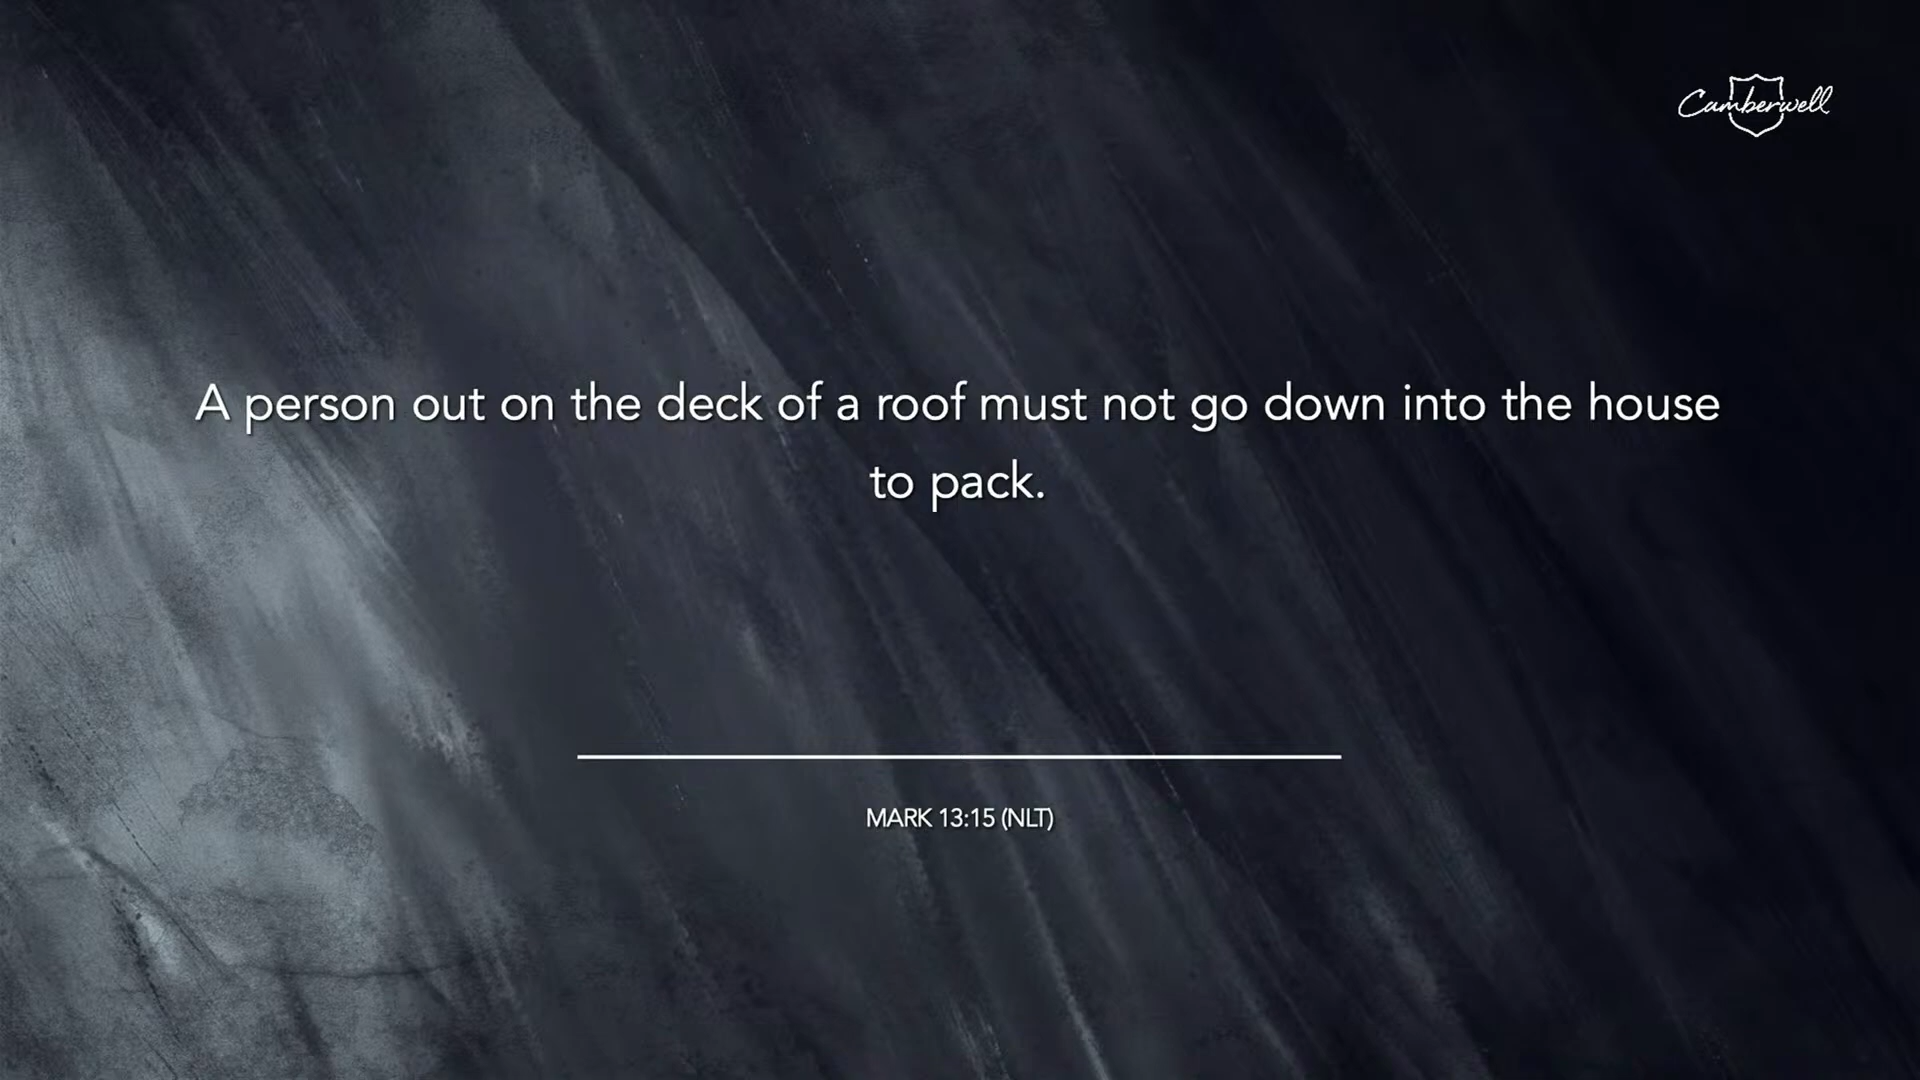 Camberwell
A person out on the deck of a roof must not go down into the house
to pack.
MARK 13:15 (NLT)